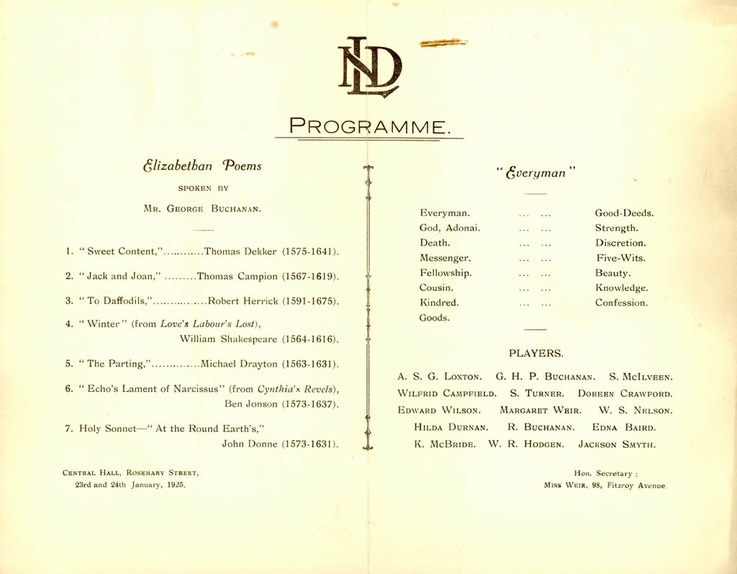 NLD
PROGRAMME.
Elizabethan Poems
SPOKEN BY
MR. GEORGE BUCHANAN.
1. "Sweet Content,"...........Thomas Dekker (1575-1641).
2. "Jack and Joan," .........Thomas Campion (1567-1619).
3. "To Daffodils,"...............Robert Herrick (1591-1675).
4. "Winter" (from Love's Labour's Lost),
William Shakespeare (1564-1616).
5. "The Parting,"..............Michael Drayton (1563-1631).
6. "Echo's Lament of Narcissus" (from Cynthia's Revels),
Ben Jonson (1573-1637).
7. Holy Sonnet—"At the Round Earth's,"
John Donne (1573-1631).
CENTRAL HALL, ROSEMARY STREET,
23rd and 24th January, 1925.
"Everyman"
Everyman. ... ... Good-Deeds.
God, Adonai. ... ... Strength.
Death. ... ... Discretion.
Messenger. ... ... Five-Wits.
Fellowship. ... ... Beauty.
Cousin. ... ... Knowledge.
Kindred. ... ... Confession.
Goods.
PLAYERS.
A. S. G. LOXTON. G. H. P. BUCHANAN. S. MCILVEEN.
WILFRID CAMPFIELD. S. TURNER. DOREEN CRAWFORD.
EDWARD WILSON. MARGARET WEIR. W. S. NELSON.
HILDA DURNAN. R. BUCHANAN. EDNA BAIRD.
K. MCBRIDE. W. R. HODGEN. JACKSON SMYTH.
Hon. Secretary :
MISS WEIR, 98, Fitzroy Avenue.